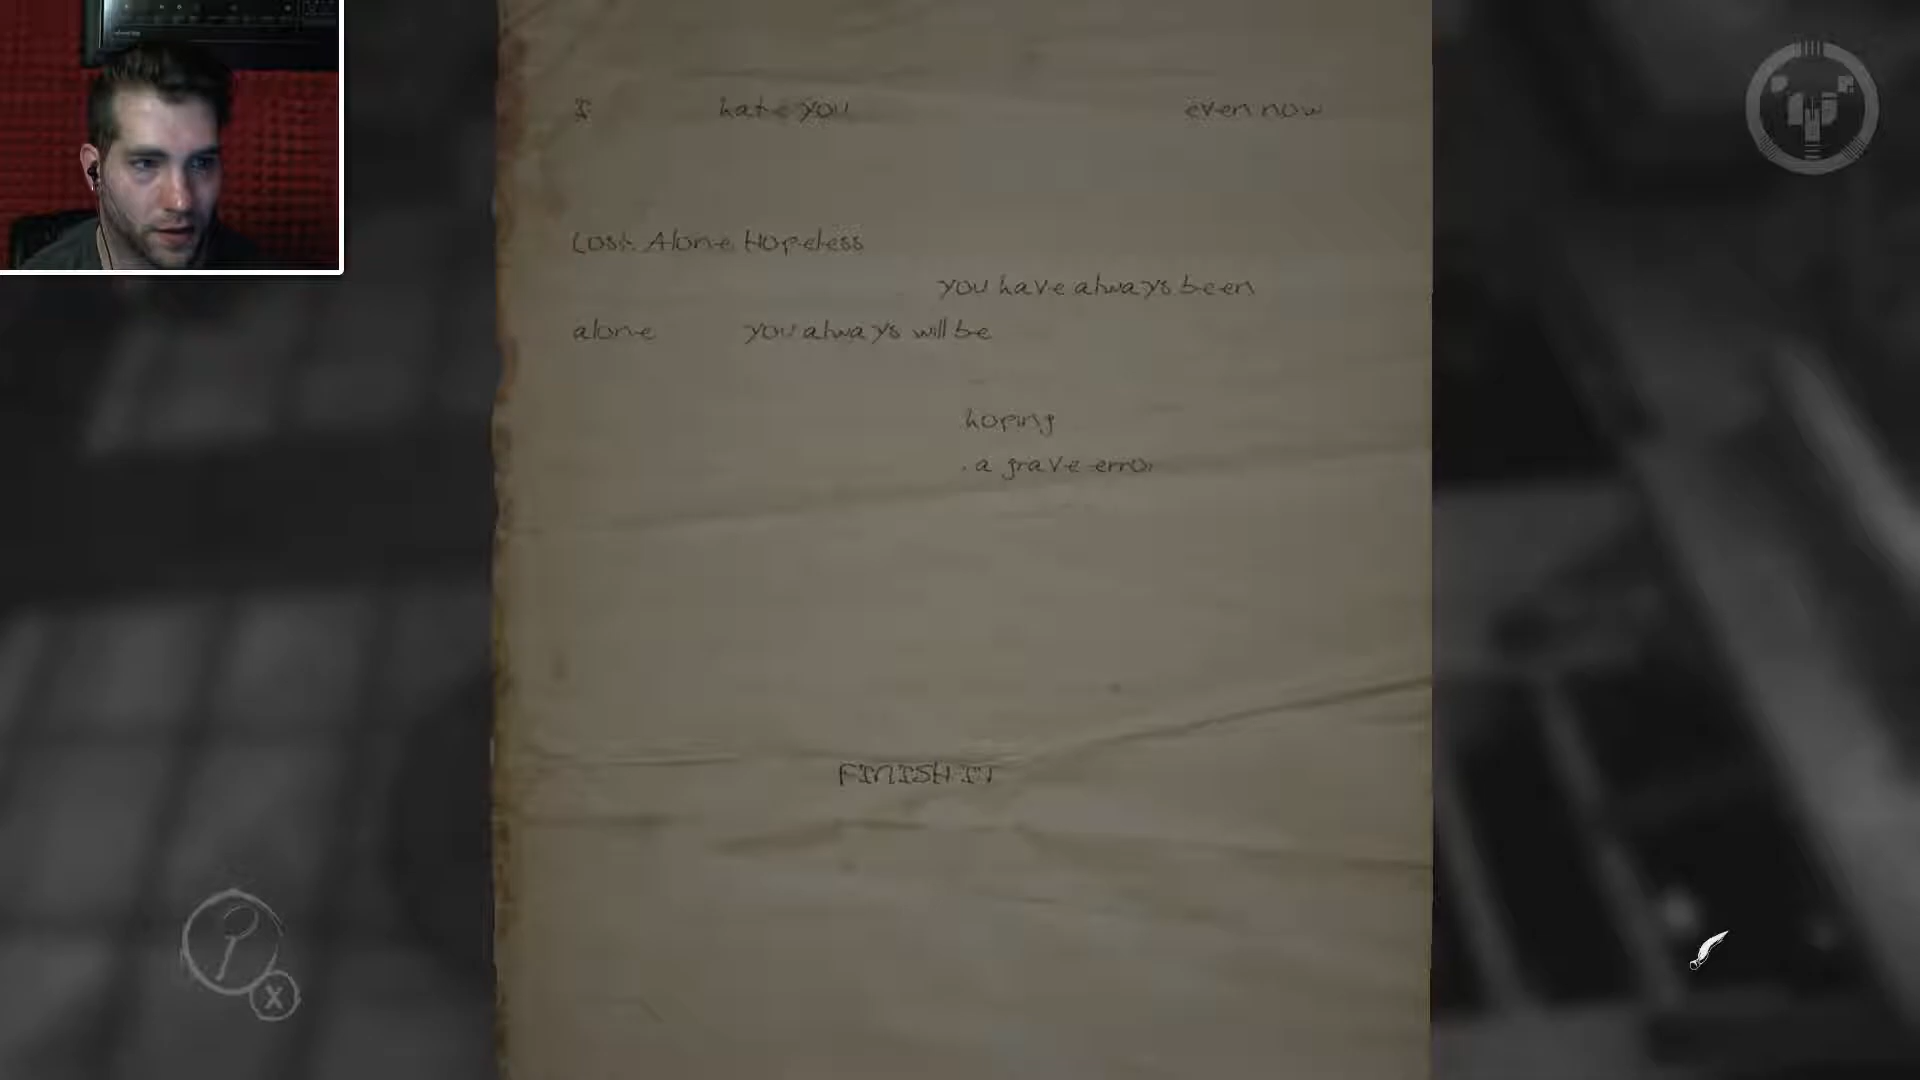 I hate you even now
Lost Alone Hopeless
you have always been
alone you always will be
hoping
. a grave error
FINISH IT
X